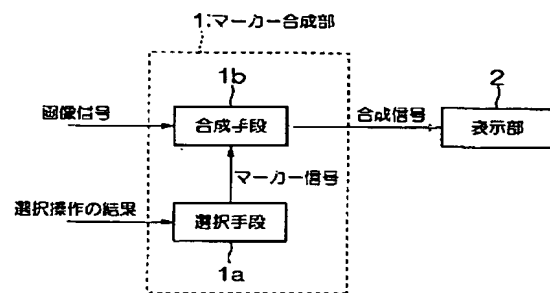 1:マーカー合成部
1b
2
画像信号
合成手段
合成信号
表示部
マーカー信号
選択操作の結果
選択手段
1a